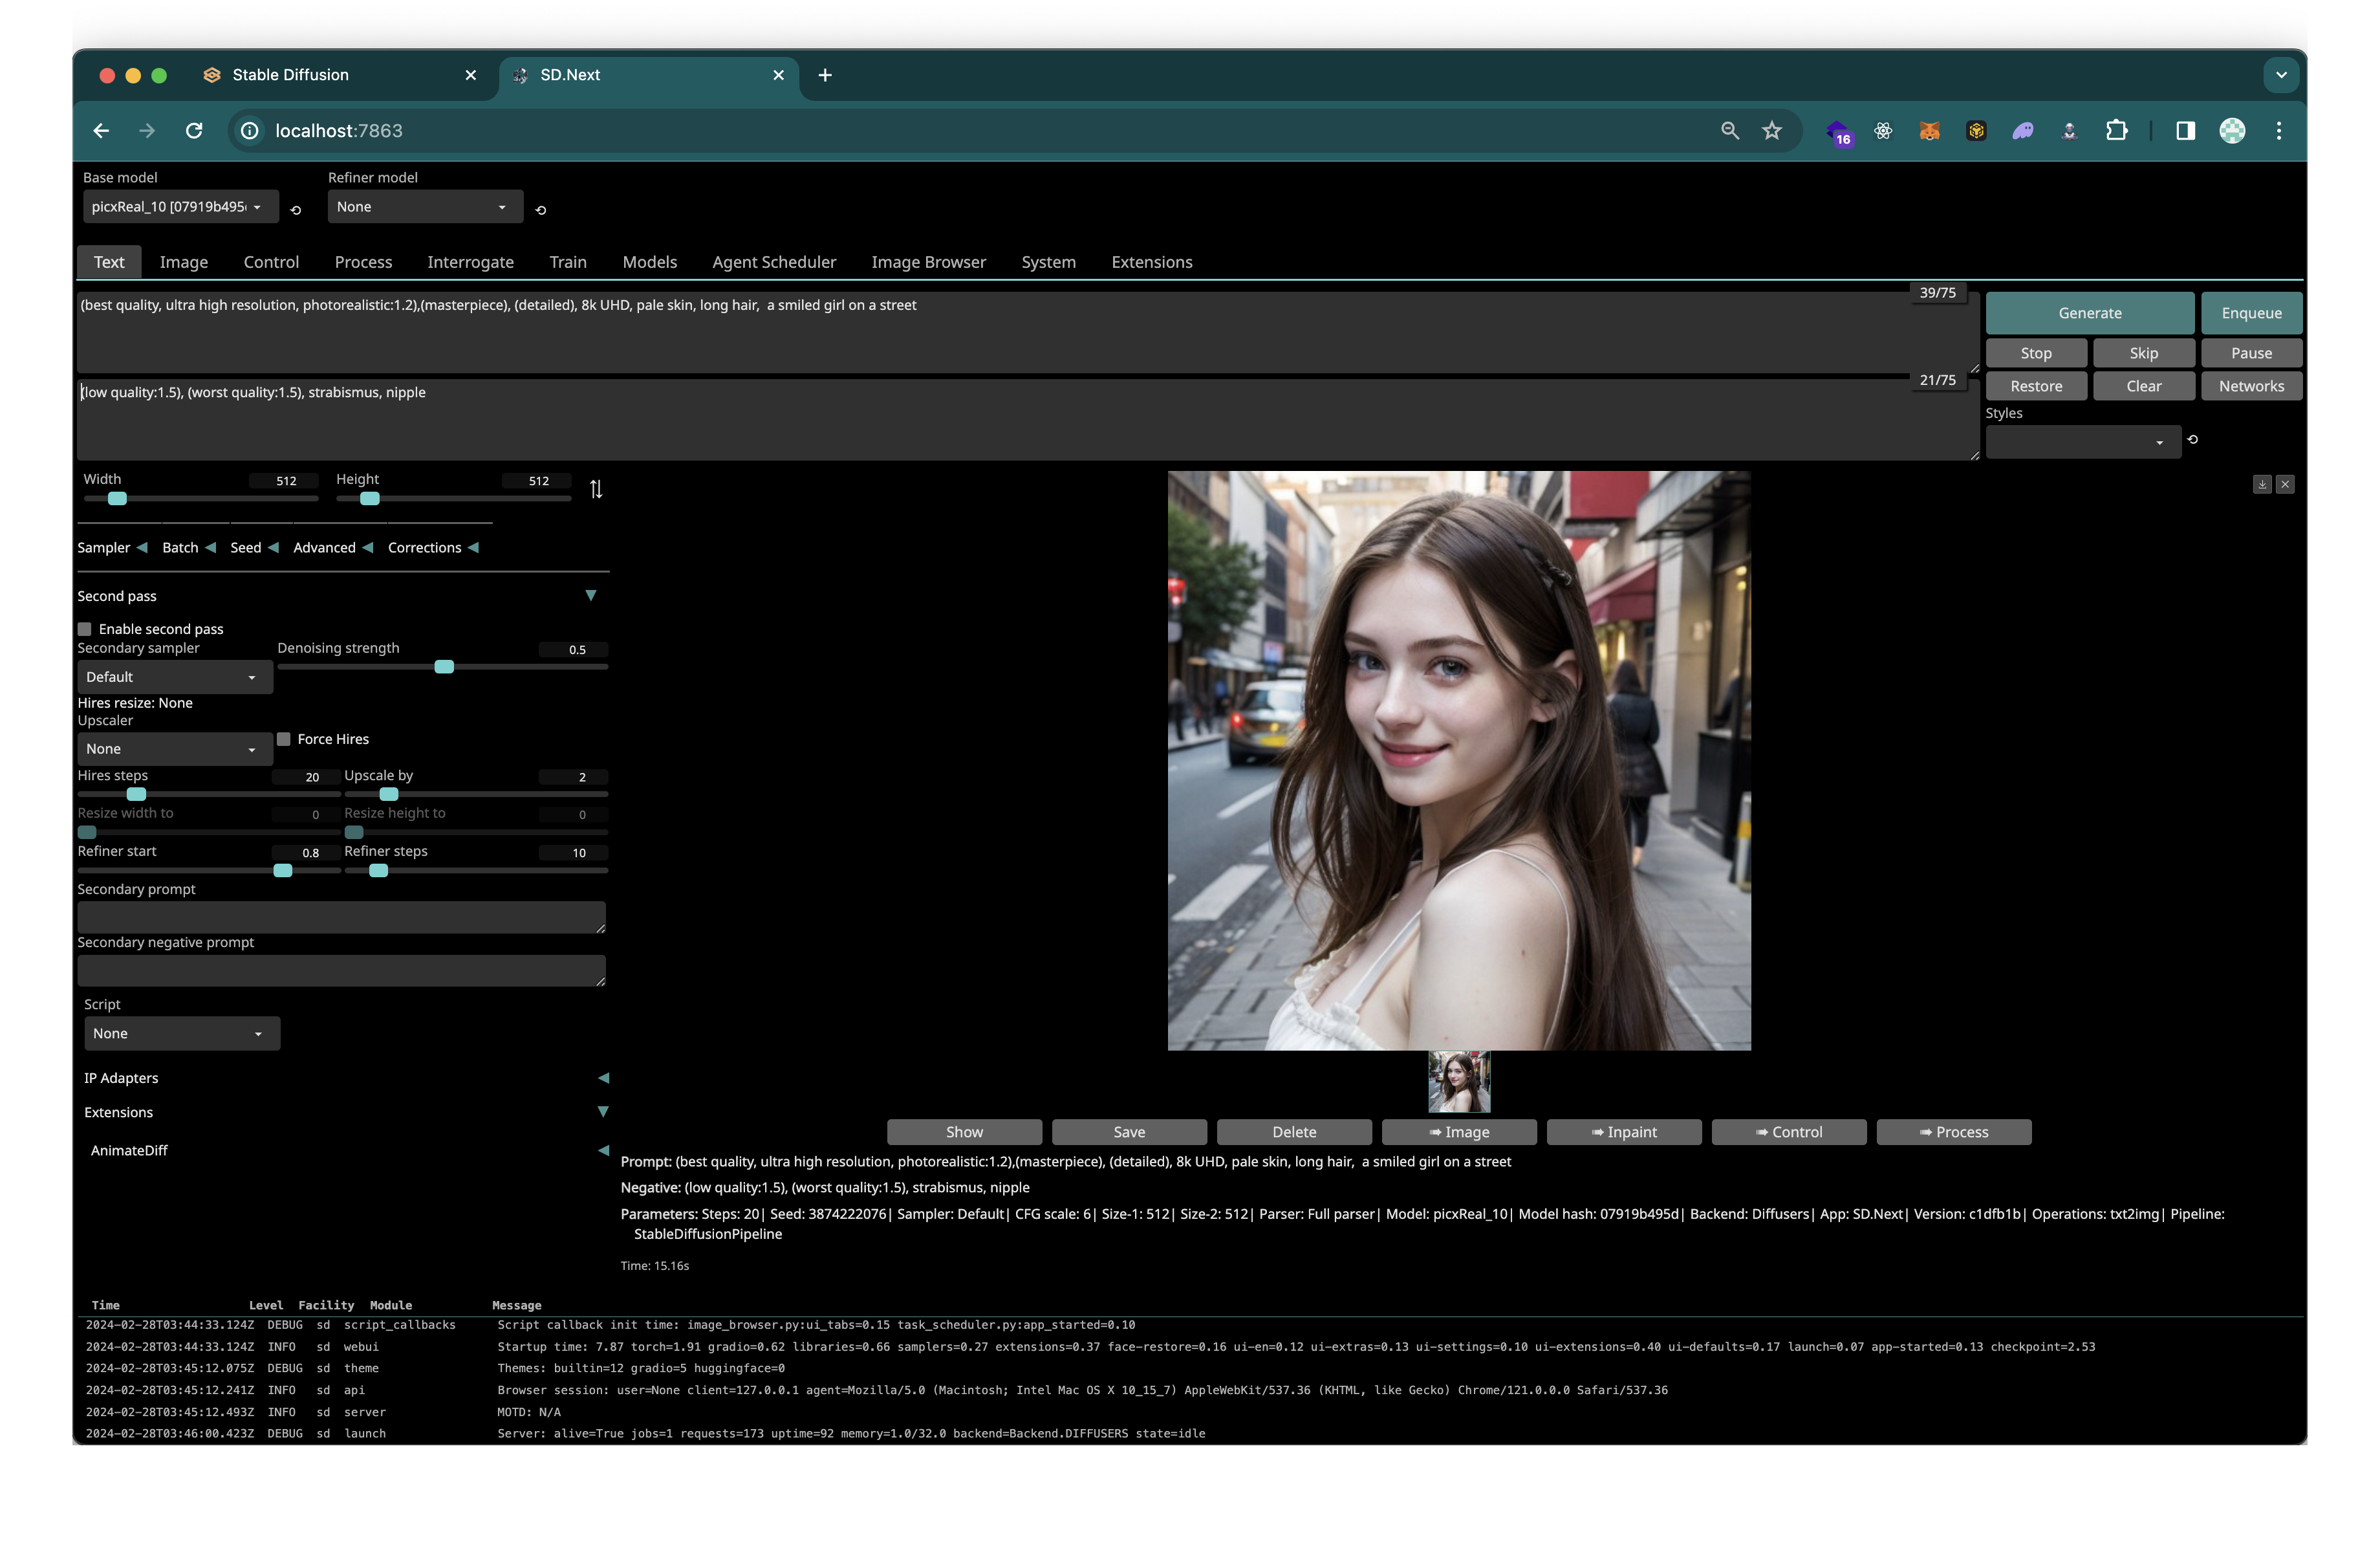 Stable Diffusion
SD.Next
localhost:7863
16
Base model
Refiner model
picxReal_10 [07919b495
None
Text Image Control Process Interrogate Train Models Agent Scheduler Image Browser System Extensions
39/75
(best quality, ultra high resolution, photorealistic:1.2),(masterpiece), (detailed), 8k UHD, pale skin, long hair,  a smiled girl on a street
Generate Enqueue
Stop Skip Pause
21/75
(low quality:1.5), (worst quality:1.5), strabismus, nipple
Restore Clear Networks
Styles
Width 512 Height 512
Sampler Batch Seed Advanced Corrections
Second pass
Enable second pass
Secondary sampler Denoising strength 0.5
Default
Hires resize: None
Upscaler
None Force Hires
Hires steps 20 Upscale by 2
Resize width to 0 Resize height to 0
Refiner start 0.8 Refiner steps 10
Secondary prompt
Secondary negative prompt
Script
None
IP Adapters
Extensions
AnimateDiff
Show Save Delete ➠ Image ➠ Inpaint ➠ Control ➠ Process
Prompt: (best quality, ultra high resolution, photorealistic:1.2),(masterpiece), (detailed), 8k UHD, pale skin, long hair,  a smiled girl on a street
Negative: (low quality:1.5), (worst quality:1.5), strabismus, nipple
Parameters: Steps: 20| Seed: 3874222076| Sampler: Default| CFG scale: 6| Size-1: 512| Size-2: 512| Parser: Full parser| Model: picxReal_10| Model hash: 07919b495d| Backend: Diffusers| App: SD.Next| Version: c1dfb1b| Operations: txt2img| Pipeline:
StableDiffusionPipeline
Time: 15.16s
Time Level Facility Module Message
2024-02-28T03:44:33.124Z DEBUG sd script_callbacks Script callback init time: image_browser.py:ui_tabs=0.15 task_scheduler.py:app_started=0.10
2024-02-28T03:44:33.124Z INFO sd webui Startup time: 7.87 torch=1.91 gradio=0.62 libraries=0.66 samplers=0.27 extensions=0.37 face-restore=0.16 ui-en=0.12 ui-extras=0.13 ui-settings=0.10 ui-extensions=0.40 ui-defaults=0.17 launch=0.07 app-started=0.13 checkpoint=2.53
2024-02-28T03:45:12.075Z DEBUG sd theme Themes: builtin=12 gradio=5 huggingface=0
2024-02-28T03:45:12.241Z INFO sd api Browser session: user=None client=127.0.0.1 agent=Mozilla/5.0 (Macintosh; Intel Mac OS X 10_15_7) AppleWebKit/537.36 (KHTML, like Gecko) Chrome/121.0.0.0 Safari/537.36
2024-02-28T03:45:12.493Z INFO sd server MOTD: N/A
2024-02-28T03:46:00.423Z DEBUG sd launch Server: alive=True jobs=1 requests=173 uptime=92 memory=1.0/32.0 backend=Backend.DIFFUSERS state=idle